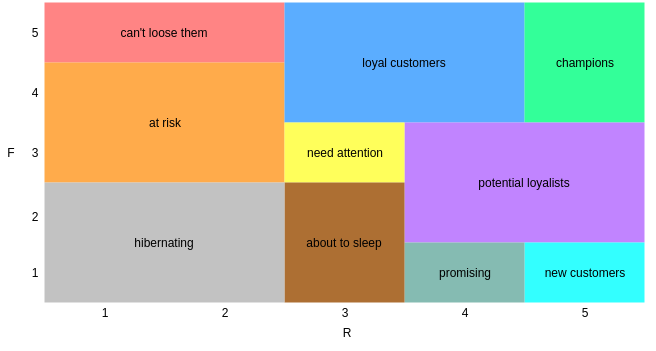 5
can't loose them
loyal customers
champions
4
at risk
F
3
need attention
potential loyalists
2
hibernating
about to sleep
1
promising
new customers
1
2
3
4
5
R